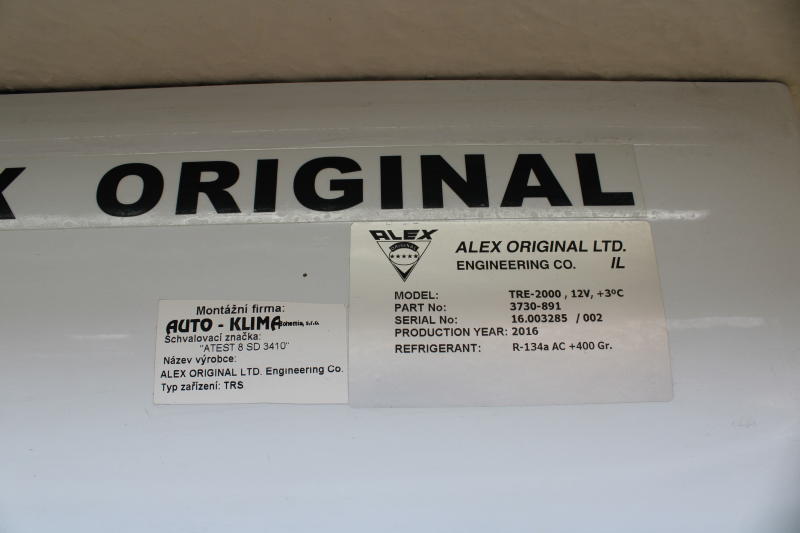 ORIGINAL
ALEX
ORIGINAL
ALEX ORIGINAL LTD.
ENGINEERING CO. IL
MODEL: TRE-2000 , 12V, +3ºC
PART No: 3730-891
SERIAL No: 16.003285 / 002
PRODUCTION YEAR: 2016
REFRIGERANT: R-134a AC +400 Gr.
Montážní firma:
AUTO - KLIMA Bohemia, s.r.o.
Schvalovací značka:
"ATEST 8 SD 3410"
Název výrobce:
ALEX ORIGINAL LTD. Engineering Co.
Typ zařízení: TRS